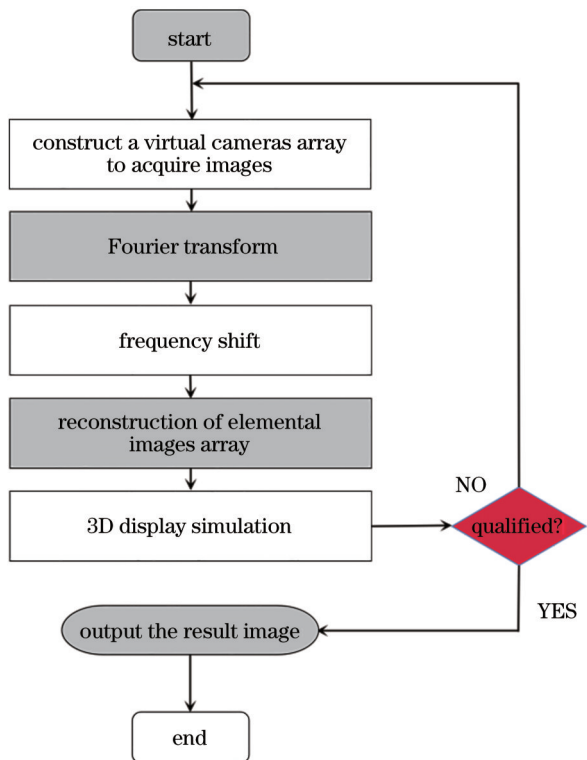 start
construct a virtual cameras array
to acquire images
Fourier transform
frequency shift
reconstruction of elemental
images array
3D display simulation
NO
qualified?
YES
output the result image
end